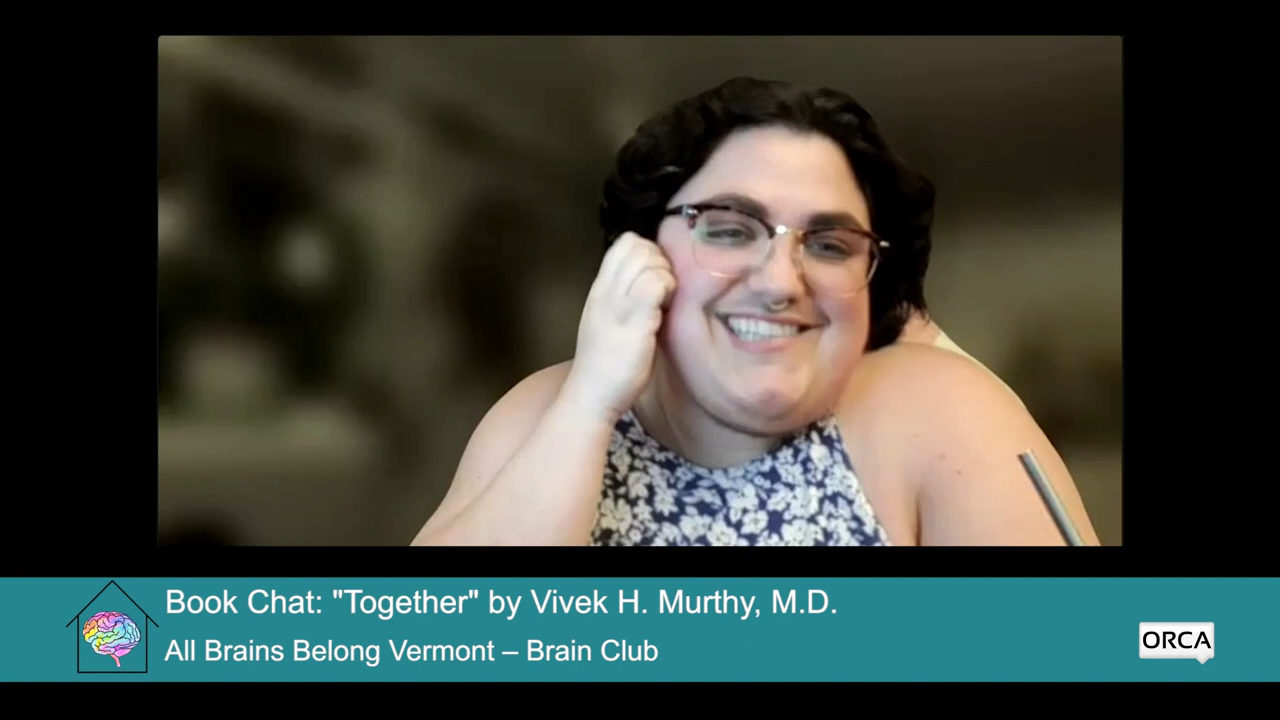 Book Chat: "Together" by Vivek H. Murthy, M.D.
All Brains Belong Vermont – Brain Club
ORCA